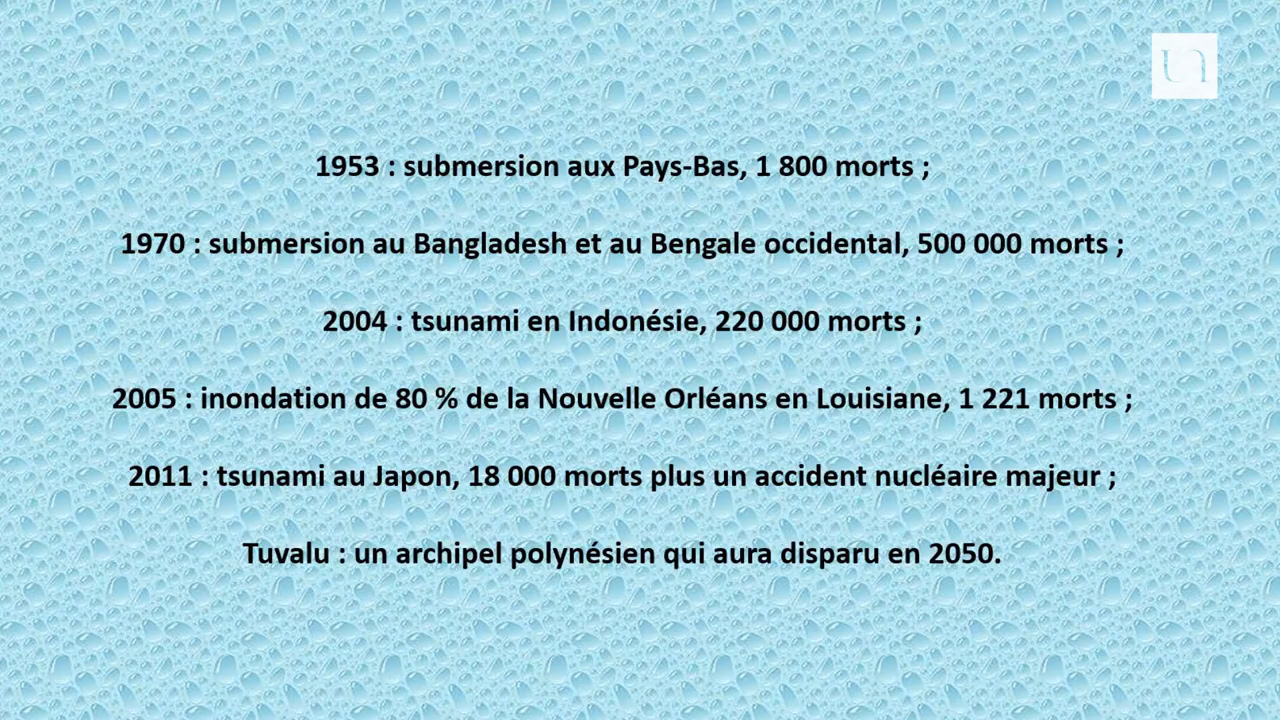 1953 : submersion aux Pays-Bas, 1 800 morts ;
1970 : submersion au Bangladesh et au Bengale occidental, 500 000 morts ;
2004 : tsunami en Indonésie, 220 000 morts ;
2005 : inondation de 80 % de la Nouvelle Orléans en Louisiane, 1 221 morts ;
2011 : tsunami au Japon, 18 000 morts plus un accident nucléaire majeur ;
Tuvalu : un archipel polynésien qui aura disparu en 2050.